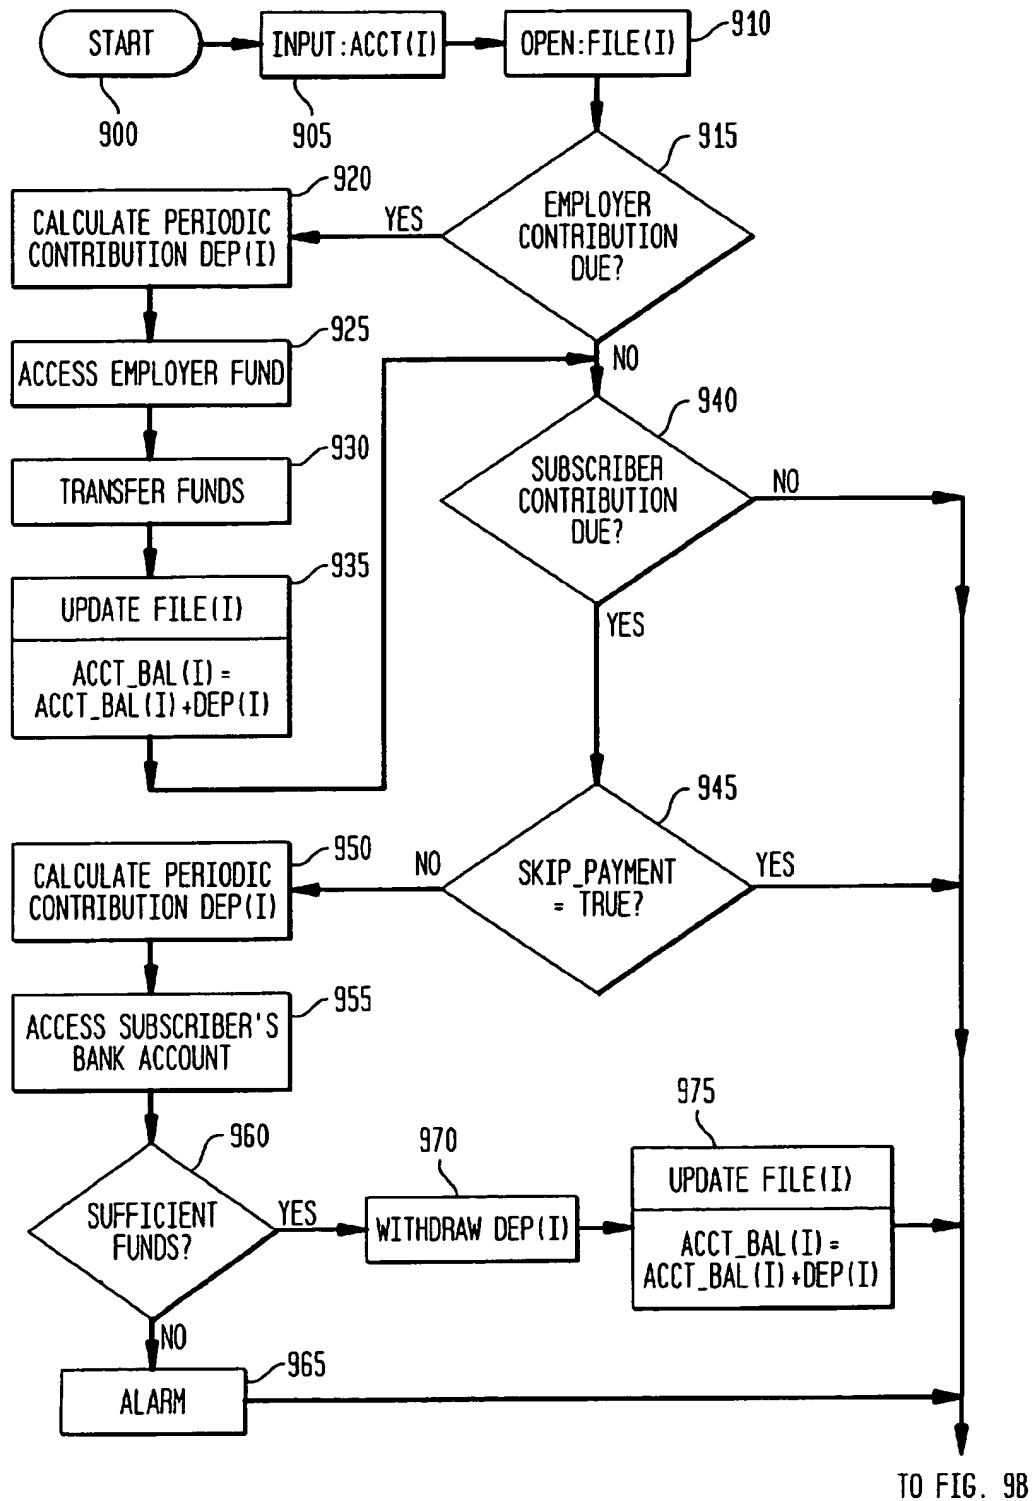 START
INPUT:ACCT(I)
OPEN:FILE(I)
910
900
905
915
EMPLOYER
CONTRIBUTION
DUE?
YES
NO
920
CALCULATE PERIODIC
CONTRIBUTION DEP(I)
925
ACCESS EMPLOYER FUND
930
TRANSFER FUNDS
935
UPDATE FILE(I)
ACCT_BAL(I)=
ACCT_BAL(I)+DEP(I)
940
SUBSCRIBER
CONTRIBUTION
DUE?
NO
YES
945
SKIP_PAYMENT
= TRUE?
NO
YES
950
CALCULATE PERIODIC
CONTRIBUTION DEP(I)
955
ACCESS SUBSCRIBER'S
BANK ACCOUNT
960
SUFFICIENT
FUNDS?
YES
NO
970
WITHDRAW DEP(I)
975
UPDATE FILE(I)
ACCT_BAL(I)=
ACCT_BAL(I)+DEP(I)
965
ALARM
TO FIG. 9B